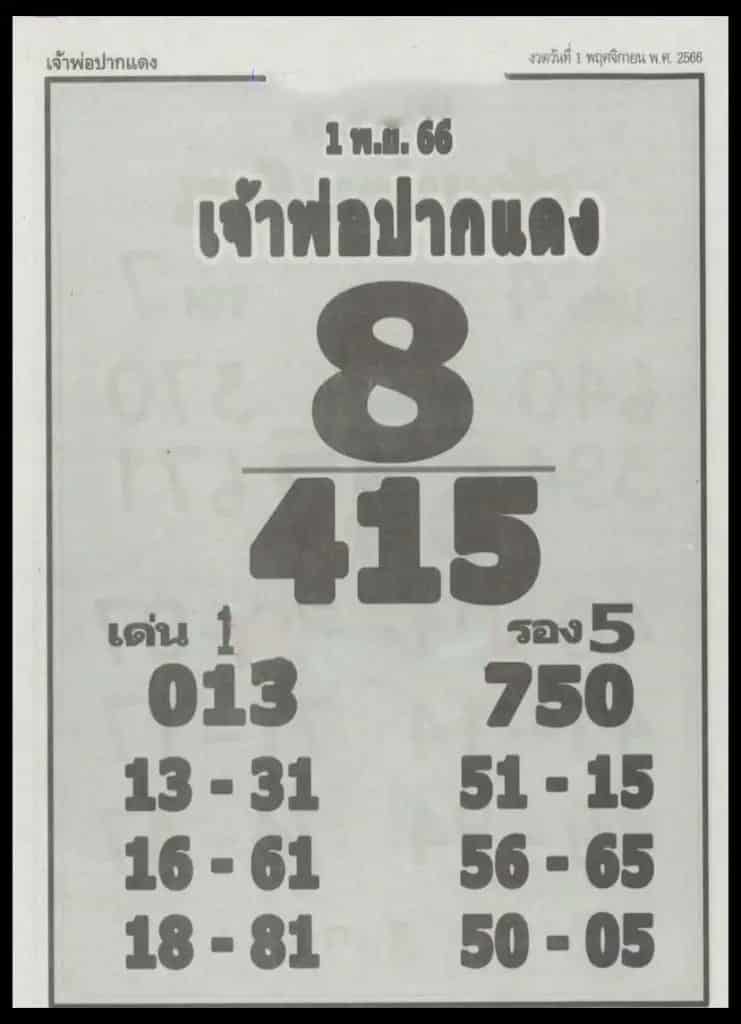 เจ้าพ่อปากแดง
งวดวันที่ 1 พฤศจิกายน พ.ศ. 2566
1 พ.ย. 66
เจ้าพ่อปากแดง
8
415
เด่น 1 รอง 5
013 750
13 - 31 51 - 15
16 - 61 56 - 65
18 - 81 50 - 05